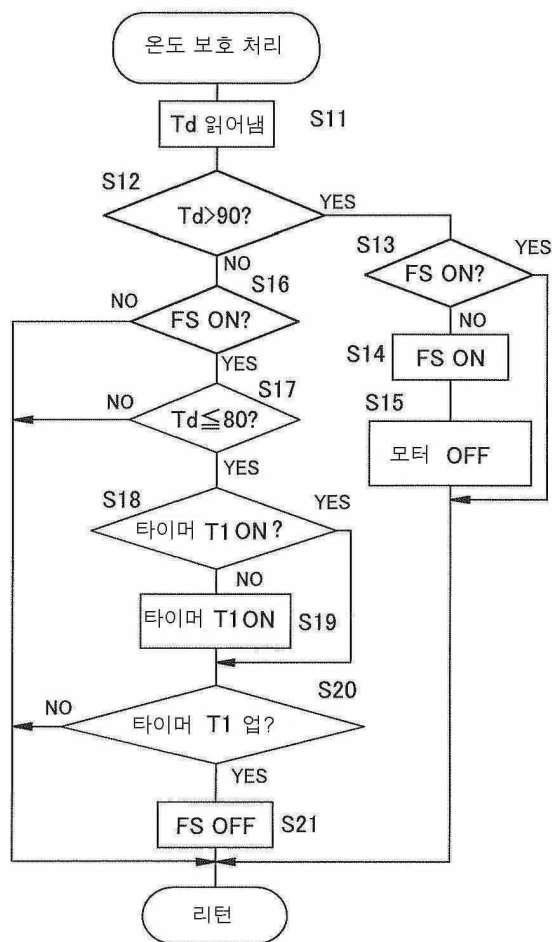 온도 보호 처리
Td 읽어냄
S11
S12
Td>90?
YES
NO
S13
FS ON?
YES
NO
S14
FS ON
S15
모터 OFF
S16
NO
FS ON?
YES
S17
NO
Td≦80?
YES
S18
타이머 T1 ON?
YES
NO
타이머 T1 ON
S19
S20
NO
타이머 T1 업?
YES
FS OFF
S21
리턴